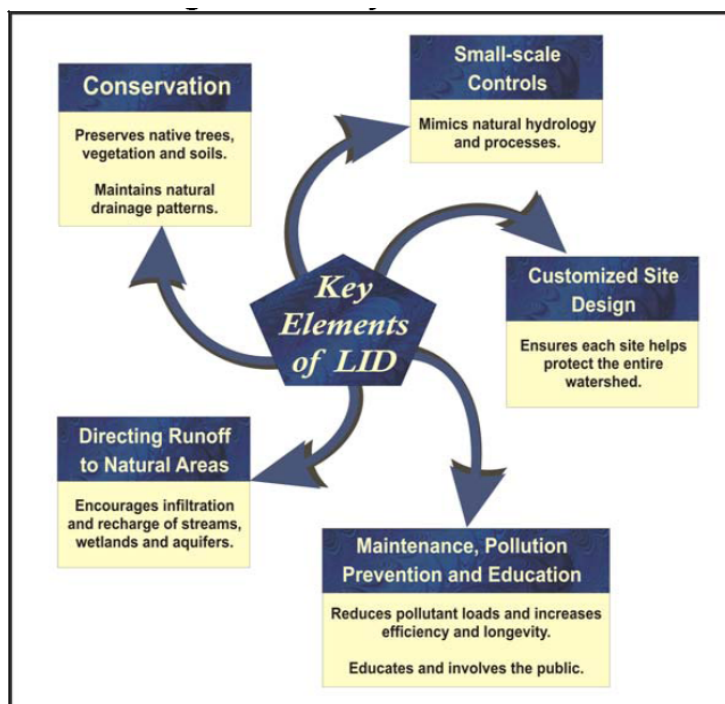 Conservation
Preserves native trees,
vegetation and soils.
Maintains natural
drainage patterns.
Small-scale
Controls
Mimics natural hydrology
and processes.
Key
Elements
of LID
Customized Site
Design
Ensures each site helps
protect the entire
watershed.
Directing Runoff
to Natural Areas
Encourages infiltration
and recharge of streams,
wetlands and aquifers.
Maintenance, Pollution
Prevention and Education
Reduces pollutant loads and increases
efficiency and longevity.
Educates and involves the public.